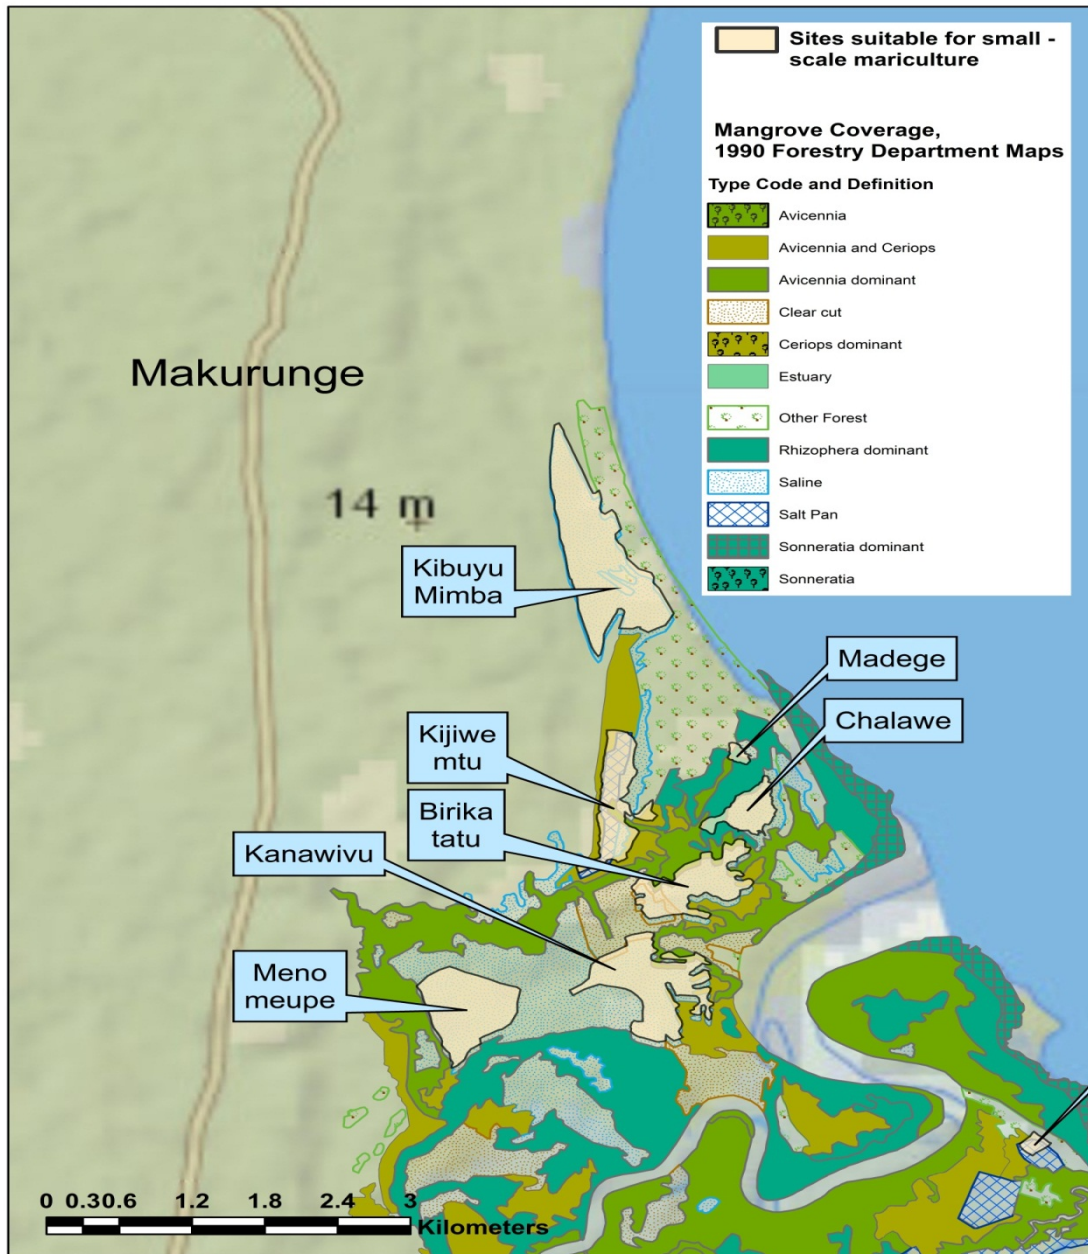 Sites suitable for small -
scale mariculture
Mangrove Coverage,
1990 Forestry Department Maps
Type Code and Definition
Avicennia
Avicennia and Ceriops
Avicennia dominant
Clear cut
Ceriops dominant
Estuary
Other Forest
Rhizophera dominant
Saline
Salt Pan
Sonneratia dominant
Sonneratia
Makurunge
14 m
Kibuyu
Mimba
Madege
Chalawe
Kijiwe
mtu
Birika
tatu
Kanawivu
Meno
meupe
0 0.30.6 1.2 1.8 2.4 3
Kilometers